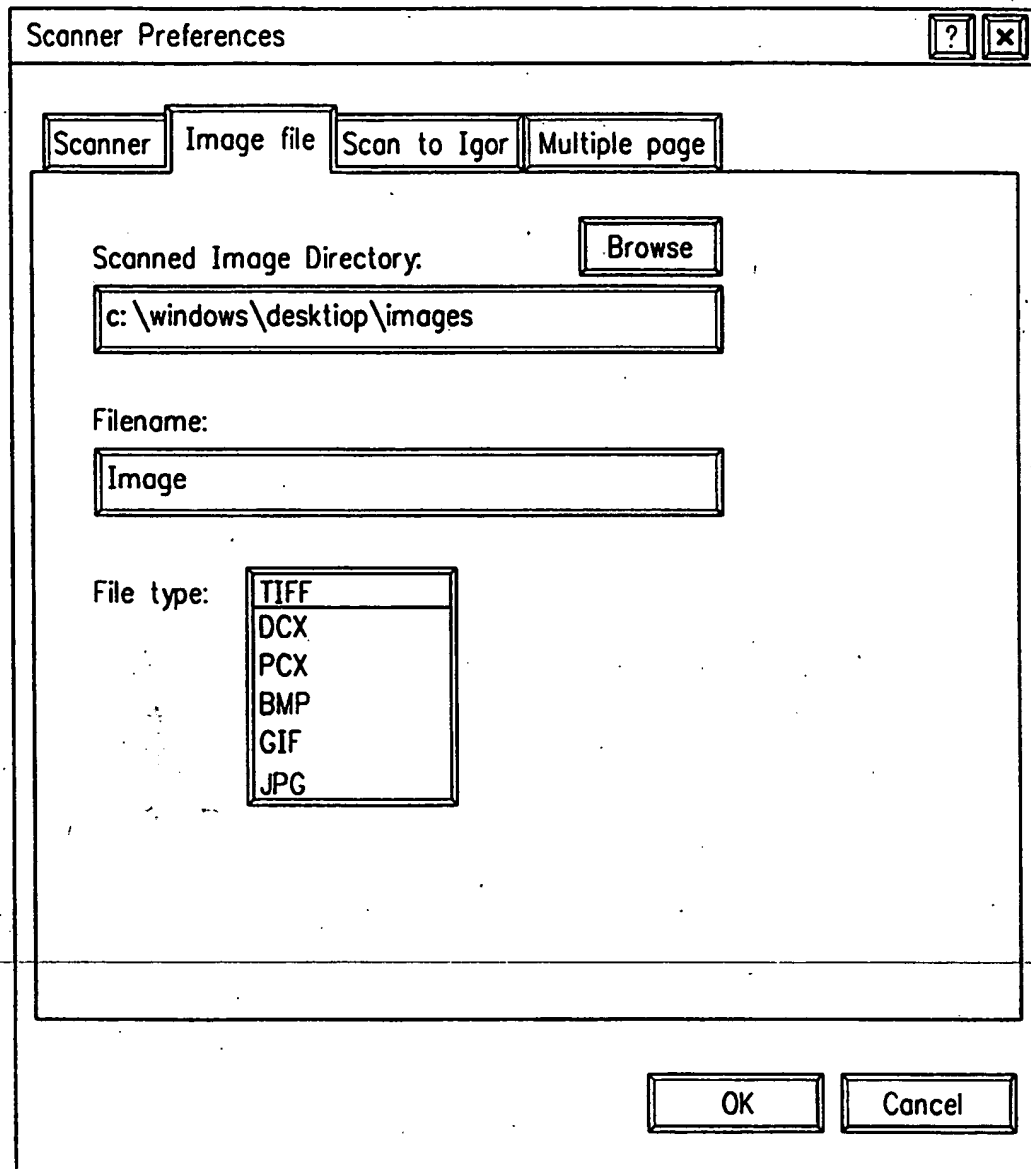 Scanner Preferences ? ×
Scanner Image file Scan to Igor Multiple page
Scanned Image Directory: Browse
c:\windows\desktiop\images
Filename:
Image
File type: TIFF
DCX
PCX
BMP
GIF
JPG
OK Cancel